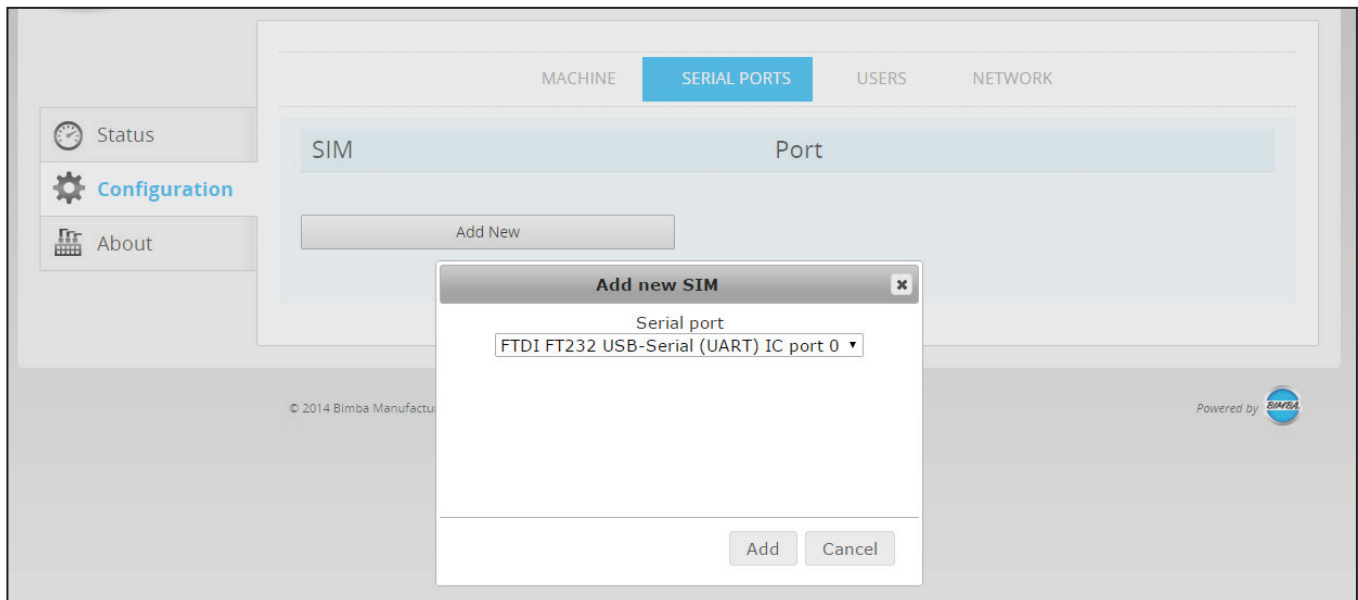 MACHINE SERIAL PORTS USERS NETWORK
Status
Configuration
About
SIM Port
Add New
Add new SIM
Serial port
FTDI FT232 USB-Serial (UART) IC port 0
Add Cancel
© 2014 Bimba
Powered by BIMBA